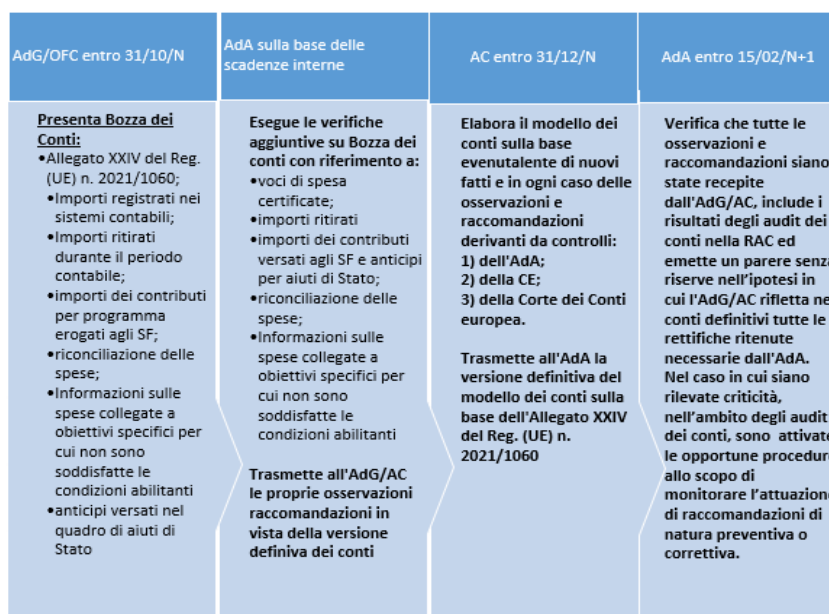 AdG/OFC entro 31/10/N
AdA sulla base delle
scadenze interne
AC entro 31/12/N
AdA entro 15/02/N+1
Presenta Bozza dei
Conti:
•Allegato XXIV del Reg.
(UE) n. 2021/1060;
•Importi registrati nei
sistemi contabili;
•Importi ritirati
durante il periodo
contabile;
•importi dei contributi
per programma
erogati agli SF;
•riconciliazione delle
spese;
•Informazioni sulle
spese collegate a
obiettivi specifici per
cui non sono
soddisfatte le
condizioni abilitanti
•anticipi versati nel
quadro di aiuti di
Stato
Esegue le verifiche
aggiuntive su Bozza dei
conti con riferimento a:
•voci di spesa
certificate;
•importi ritirati
•importi dei contributi
versati agli SF e anticipi
per aiuti di Stato;
•riconciliazione delle
spese;
•Informazioni sulle
spese collegate a
obiettivi specifici per
cui non sono
soddisfatte le
condizioni abilitanti
Trasmette all'AdG/AC
le proprie osservazioni
raccomandazioni in
vista della versione
definiva dei conti
Elabora il modello dei
conti sulla base
evenutalente di nuovi
fatti e in ogni caso delle
osservazioni e
raccomandazioni
derivanti da controlli:
1) dell'AdA;
2) della CE;
3) della Corte dei Conti
europea.
Trasmette all'AdA la
versione definitiva del
modello dei conti sulla
base dell'Allegato XXIV
del Reg. (UE) n.
2021/1060
Verifica che tutte le
osservazioni e
raccomandazioni siano
state recepite
dall'AdG/AC, include i
risultati degli audit dei
conti nella RAC ed
emette un parere senza
riserve nell'ipotesi in
cui l'AdG/AC rifletta ne
conti definitivi tutte le
rettifiche ritenute
necessarie dall'AdA.
Nel caso in cui siano
rilevate criticità,
nell'ambito degli audit
dei conti, sono attivate
le opportune procedure
allo scopo di
monitorare l'attuazione
di raccomandazioni di
natura preventiva o
correttiva.